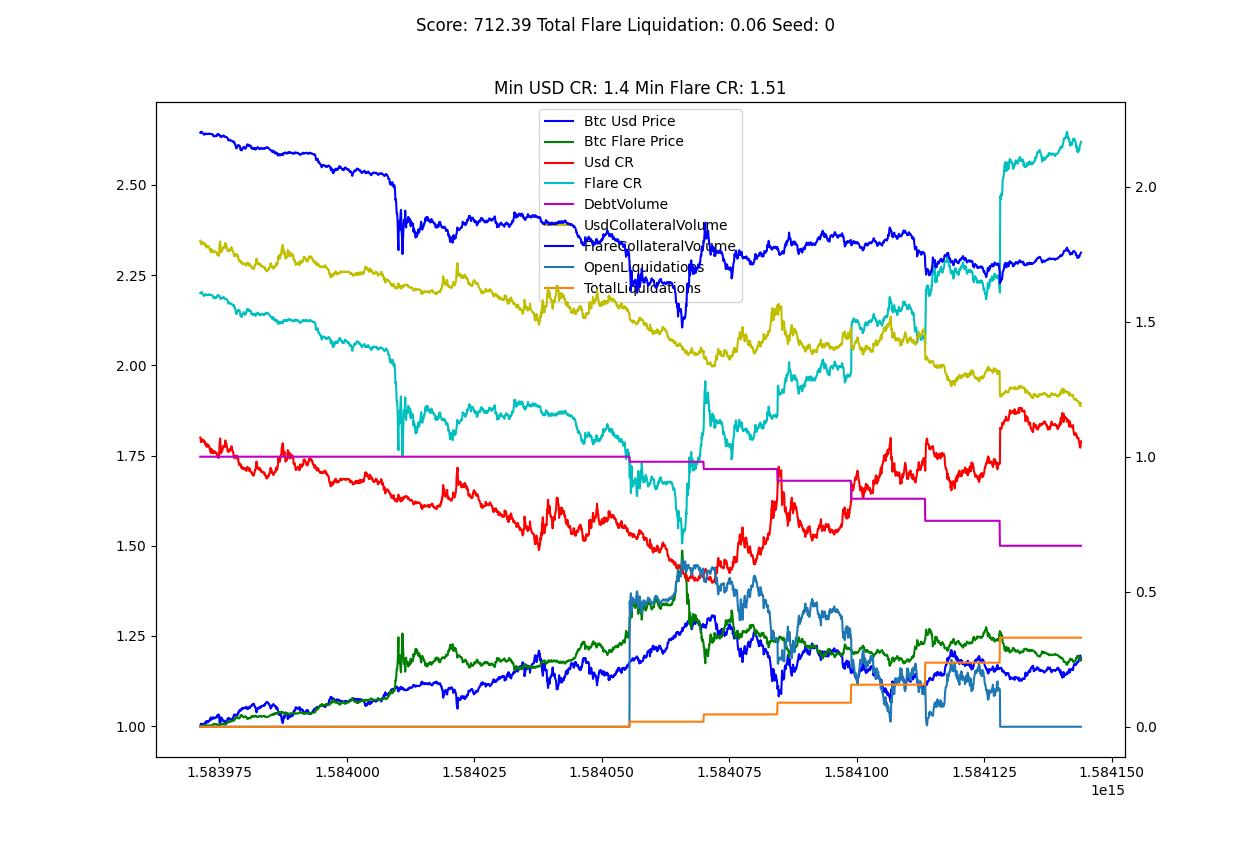 Score: 712.39 Total Flare Liquidation: 0.06 Seed: 0
Min USD CR: 1.4 Min Flare CR: 1.51
Btc Usd Price
Btc Flare Price
Usd CR
Flare CR
DebtVolume
UsdCollateralVolume
FlareCollateralVolume
OpenLiquidations
TotalLiquidations
2.50
2.25
2.00
1.75
1.50
1.25
1.00
2.0
1.5
1.0
0.5
0.0
1.583975 1.584000 1.584025 1.584050 1.584075 1.584100 1.584125 1.584150
1e15